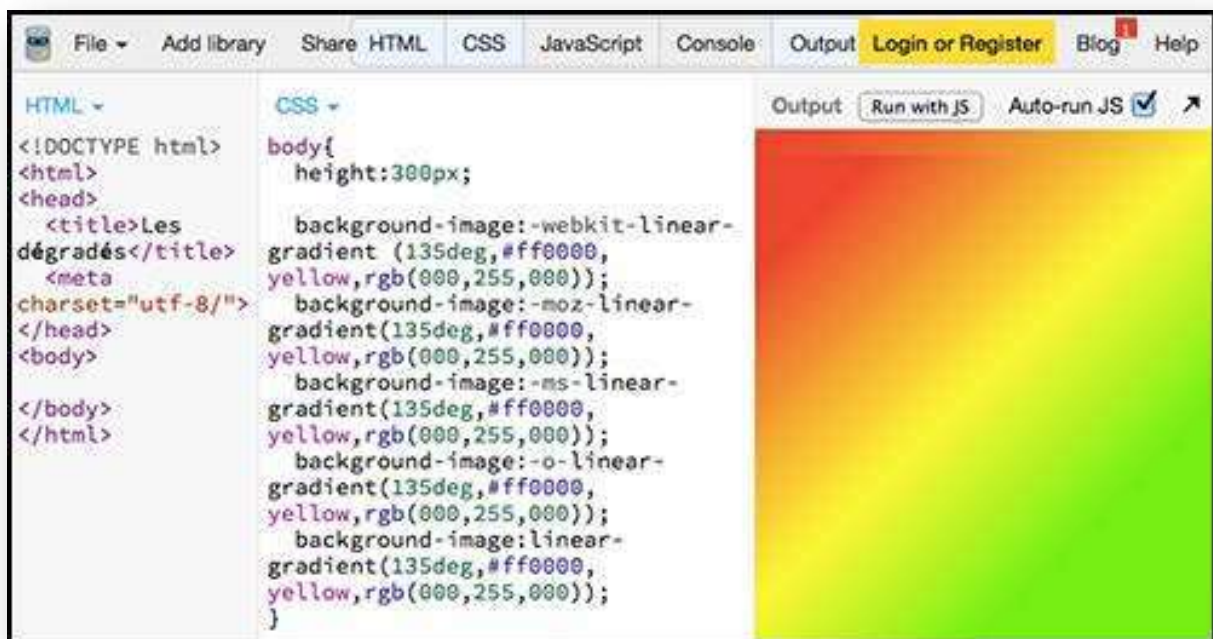 File Add library Share HTML CSS JavaScript Console Output Login or Register Blog 1 Help
HTML
<!DOCTYPE html>
<html>
<head>
<title>Les
dégradés</title>
<meta
charset="utf-8/">
</head>
<body>
</body>
</html>
CSS
body{
height:300px;
background-image:-webkit-linear-
gradient (135deg,#ff0000,
yellow,rgb(000,255,000));
background-image:-moz-linear-
gradient(135deg,#ff0000,
yellow,rgb(000,255,000));
background-image:-ms-linear-
gradient(135deg,#ff0000,
yellow,rgb(000,255,000));
background-image:-o-linear-
gradient(135deg,#ff0000,
yellow,rgb(000,255,000));
background-image:linear-
gradient(135deg,#ff0000,
yellow,rgb(000,255,000));
}
Output Run with JS Auto-run JS